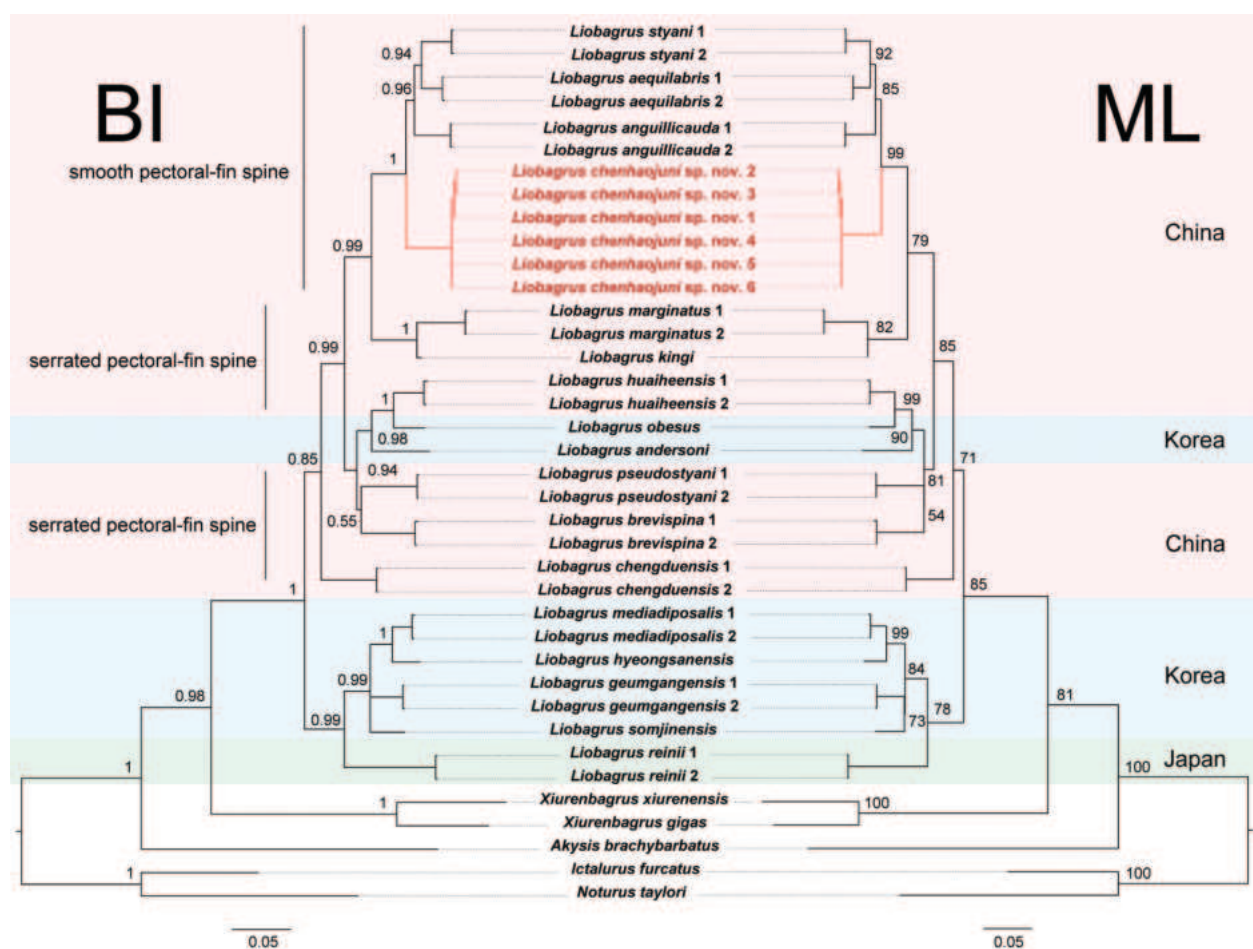 BI
ML
smooth pectoral-fin spine
serrated pectoral-fin spine
serrated pectoral-fin spine
Liobagrus styani 1
Liobagrus styani 2
Liobagrus aequilabris 1
Liobagrus aequilabris 2
Liobagrus anguillicauda 1
Liobagrus anguillicauda 2
Liobagrus chenhaojuni sp. nov. 2
Liobagrus chenhaojuni sp. nov. 3
Liobagrus chenhaojuni sp. nov. 1
Liobagrus chenhaojuni sp. nov. 4
Liobagrus chenhaojuni sp. nov. 5
Liobagrus chenhaojuni sp. nov. 6
Liobagrus marginatus 1
Liobagrus marginatus 2
Liobagrus kingi
Liobagrus huaiheensis 1
Liobagrus huaiheensis 2
Liobagrus obesus
Liobagrus andersoni
Liobagrus pseudostyani 1
Liobagrus pseudostyani 2
Liobagrus brevispina 1
Liobagrus brevispina 2
Liobagrus chengduensis 1
Liobagrus chengduensis 2
Liobagrus mediadiposalis 1
Liobagrus mediadiposalis 2
Liobagrus hyeongsanensis
Liobagrus geumgangensis 1
Liobagrus geumgangensis 2
Liobagrus somjinensis
Liobagrus reinii 1
Liobagrus reinii 2
Xiurenbagrus xiurenensis
Xiurenbagrus gigas
Akysis brachybarbatus
Ictalurus furcatus
Noturus taylori
0.94
0.96
1
0.99
1
0.99
1
0.98
0.85
0.94
0.55
1
1
0.99
0.98
0.99
1
1
1
0.05
92
85
99
79
82
85
99
90
71
81
54
85
99
84
78
73
81
100
100
100
0.05
China
Korea
China
Korea
Japan